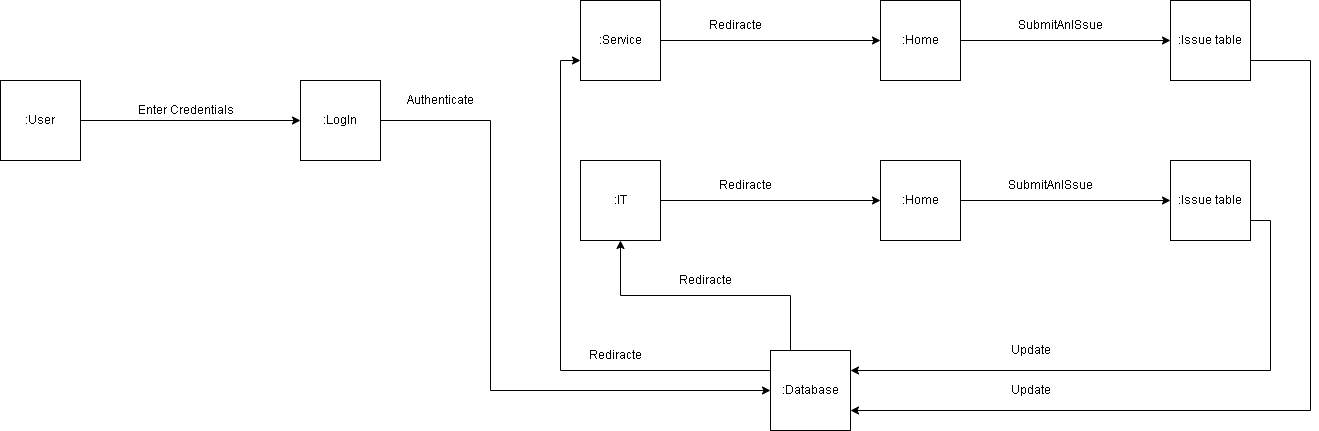 Rediracte
SubmitAnISsue
:Service
:Home
:Issue table
Enter Credentials
Authenticate
:User
:LogIn
Rediracte
SubmitAnISsue
:IT
:Home
:Issue table
Rediracte
Rediracte
Update
:Database
Update